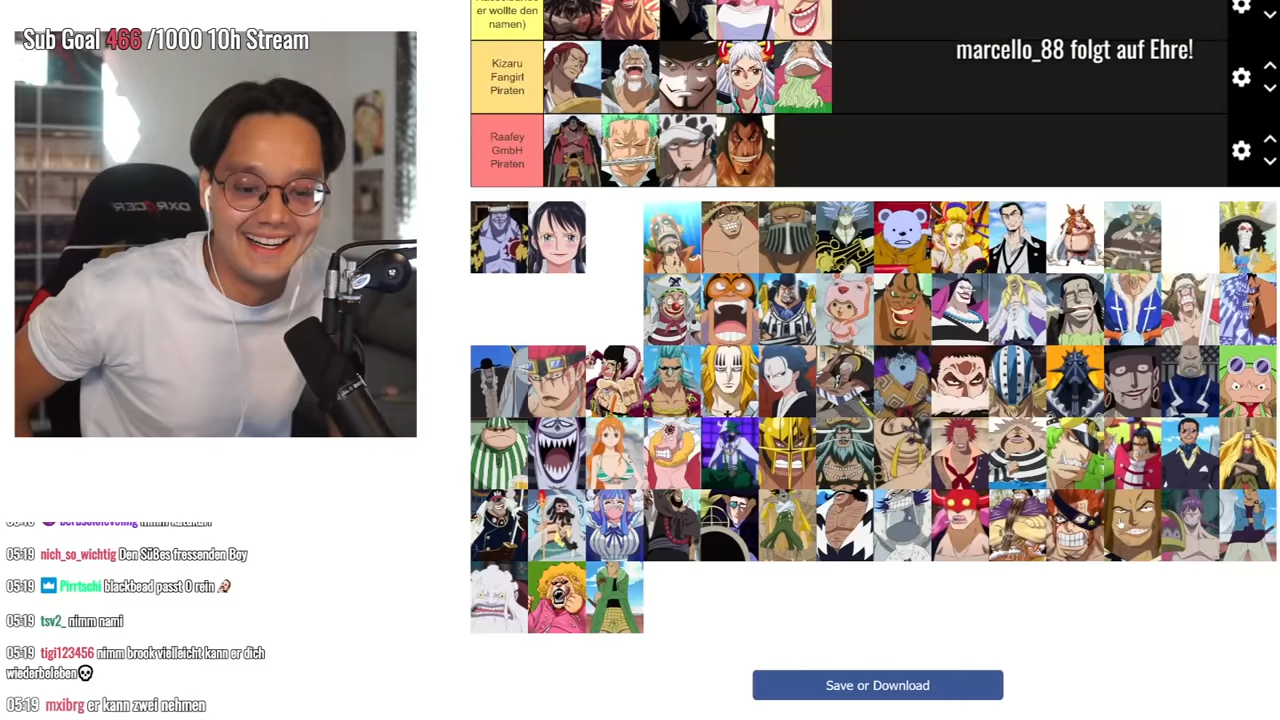 Sub Goal 466 /1000 10h Stream
er wollte den
namen)
marcello_88 folgt auf Ehre!
Kizaru
Fangirl
Piraten
Raafey
GmbH
Piraten
05:19 nich_so_wichtig Den SüBes fressenden Boy
05:19 Pirrtschi blackbead passt 0 rein
05:19 tsv2_ nimm nami
05:19 tigi123456 nimm brook vielleicht kann er dich
wiederbeleben
05:19 mxibrg er kann zwei nehmen
Save or Download